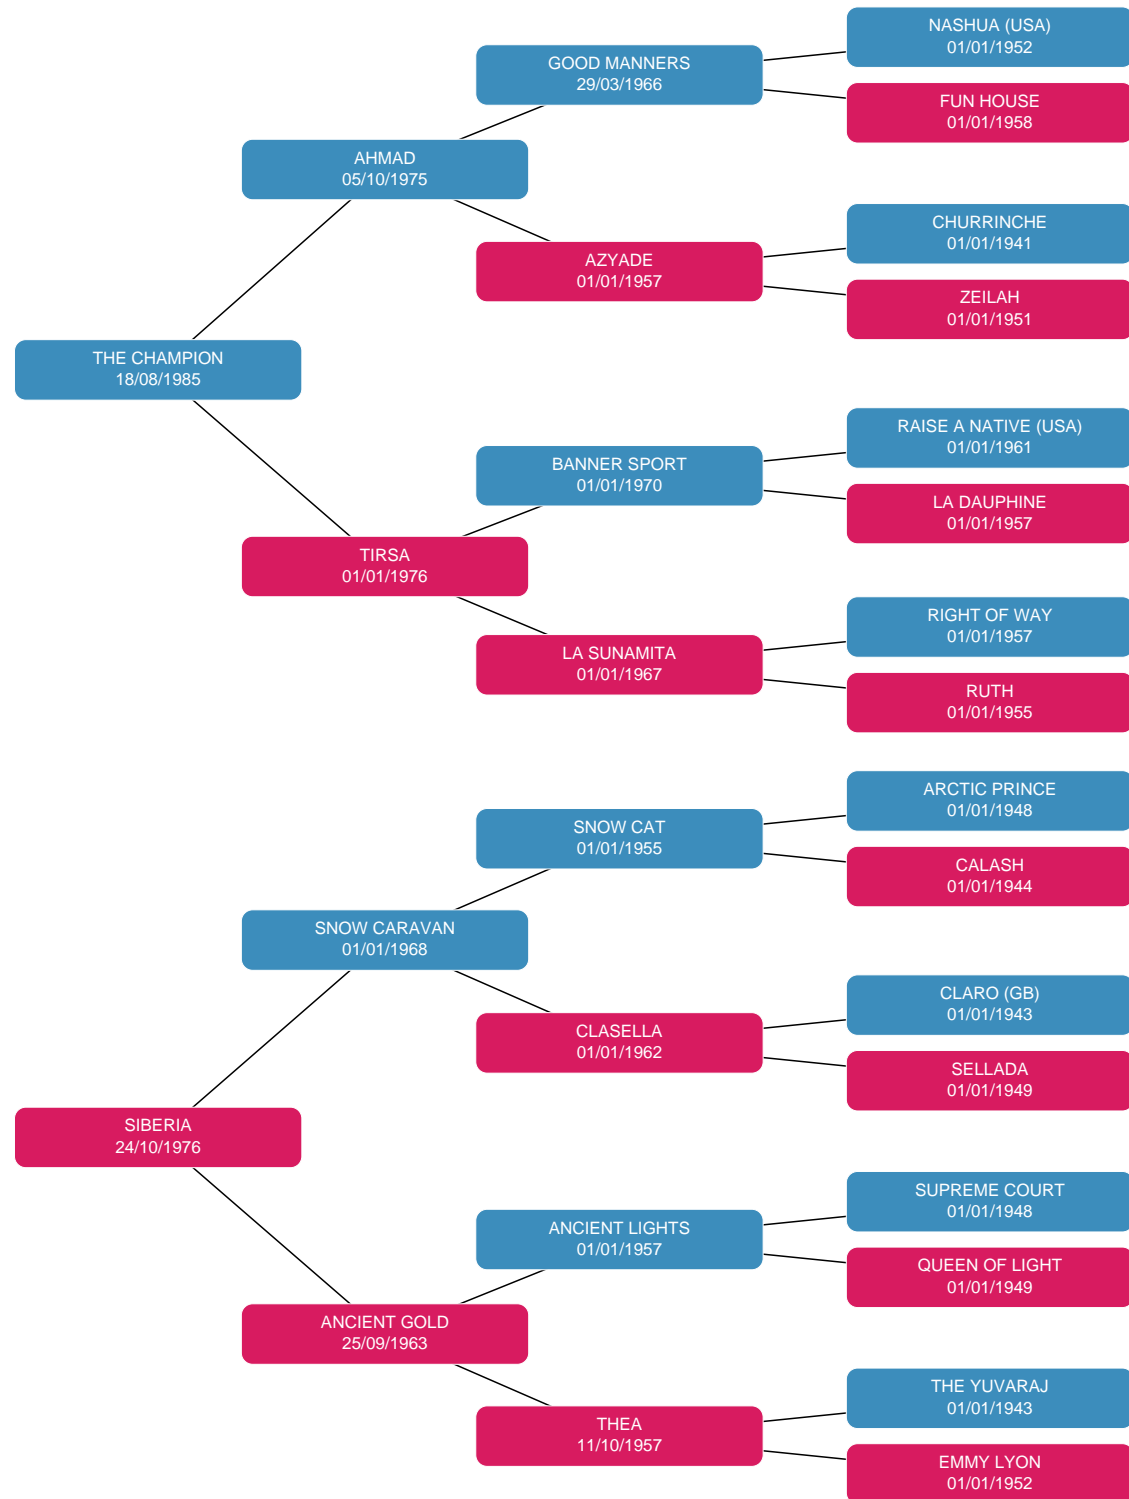 NASHUA (USA)
01/01/1952
GOOD MANNERS
29/03/1966
FUN HOUSE
01/01/1958
AHMAD
05/10/1975
CHURRINCHE
01/01/1941
AZYADE
01/01/1957
ZEILAH
01/01/1951
THE CHAMPION
18/08/1985
RAISE A NATIVE (USA)
01/01/1961
BANNER SPORT
01/01/1970
LA DAUPHINE
01/01/1957
TIRSA
01/01/1976
RIGHT OF WAY
01/01/1957
LA SUNAMITA
01/01/1967
RUTH
01/01/1955
ARCTIC PRINCE
01/01/1948
SNOW CAT
01/01/1955
CALASH
01/01/1944
SNOW CARAVAN
01/01/1968
CLARO (GB)
01/01/1943
CLASELLA
01/01/1962
SELLADA
01/01/1949
SIBERIA
24/10/1976
SUPREME COURT
01/01/1948
ANCIENT LIGHTS
01/01/1957
QUEEN OF LIGHT
01/01/1949
ANCIENT GOLD
25/09/1963
THE YUVARAJ
01/01/1943
THEA
11/10/1957
EMMY LYON
01/01/1952